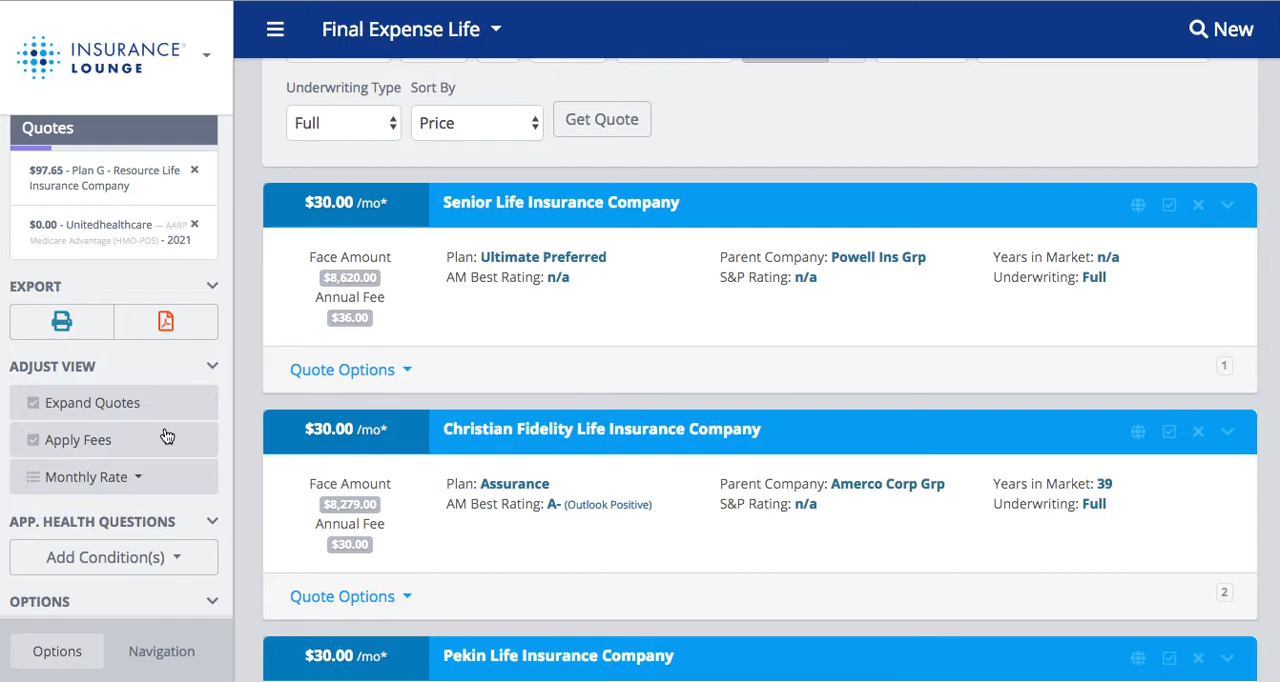 INSURANCE®
LOUNGE
Final Expense Life
New
Quotes
$97.65 - Plan G - Resource Life
Insurance Company
$0.00 - Unitedhealthcare — AARP
Medicare Advantage (HMO-POS) - 2021
EXPORT
ADJUST VIEW
Expand Quotes
Apply Fees
Monthly Rate
APP. HEALTH QUESTIONS
Add Condition(s)
OPTIONS
Options
Navigation
Underwriting Type
Sort By
Full
Price
Get Quote
$30.00 /mo*
Senior Life Insurance Company
Face Amount
$8,620.00
Annual Fee
$36.00
Plan: Ultimate Preferred
AM Best Rating: n/a
Parent Company: Powell Ins Grp
S&P Rating: n/a
Years in Market: n/a
Underwriting: Full
Quote Options
1
$30.00 /mo*
Christian Fidelity Life Insurance Company
Face Amount
$8,279.00
Annual Fee
$30.00
Plan: Assurance
AM Best Rating: A- (Outlook Positive)
Parent Company: Amerco Corp Grp
S&P Rating: n/a
Years in Market: 39
Underwriting: Full
Quote Options
2
$30.00 /mo*
Pekin Life Insurance Company